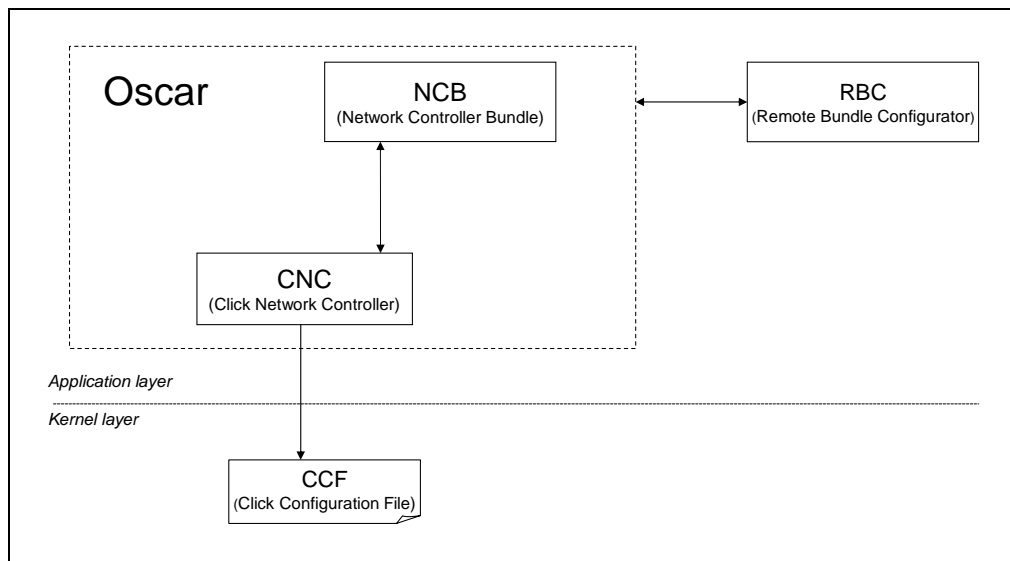 Oscar
NCB
(Network Controller Bundle)
RBC
(Remote Bundle Configurator)
CNC
(Click Network Controller)
Application layer
Kernel layer
CCF
(Click Configuration File)